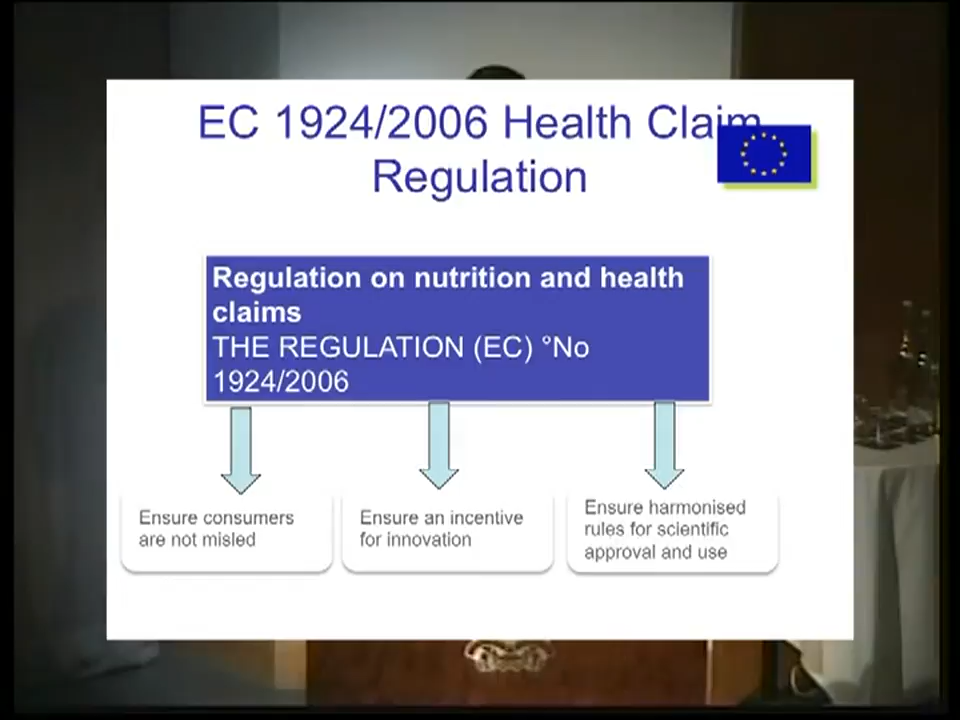 EC 1924/2006 Health Claim
Regulation
Regulation on nutrition and health
claims
THE REGULATION (EC) °No
1924/2006
Ensure consumers
are not misled
Ensure an incentive
for innovation
Ensure harmonised
rules for scientific
approval and use